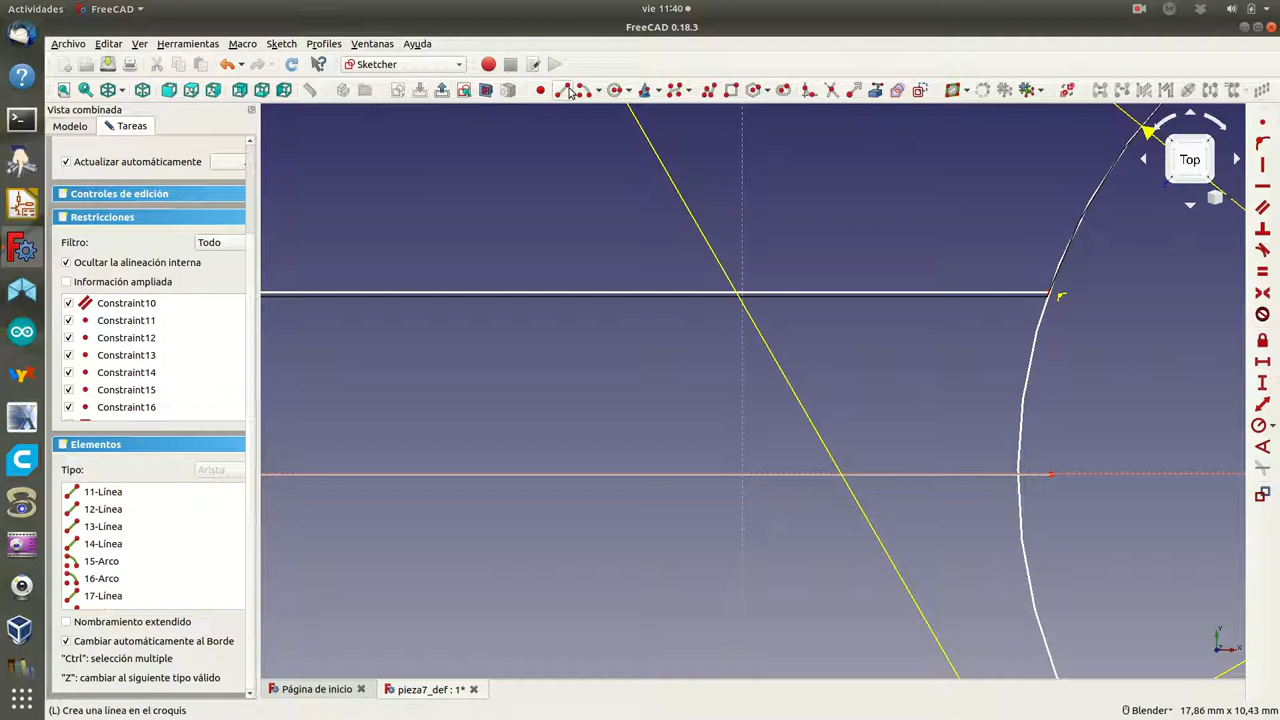 Actividades FreeCAD vie 11:40
FreeCAD 0.18.3
Archivo Editar Ver Herramientas Macro Sketch Profiles Ventanas Ayuda
Sketcher
Vista combinada
Modelo Tareas
Actualizar automáticamente
Controles de edición
Restricciones
Filtro: Todo
Ocultar la alineación interna
Información ampliada
Constraint10
Constraint11
Constraint12
Constraint13
Constraint14
Constraint15
Constraint16
Elementos
Tipo: Arista
11-Línea
12-Línea
13-Línea
14-Línea
15-Arco
16-Arco
17-Línea
Nombramiento extendido
Cambiar automáticamente al Borde
"Ctrl": selección multiple
"Z": cambiar al siguiente tipo válido
Top
Página de inicio
pieza7_def : 1*
(L) Crea una línea en el croquis
Blender 17,86 mm x 10,43 mm